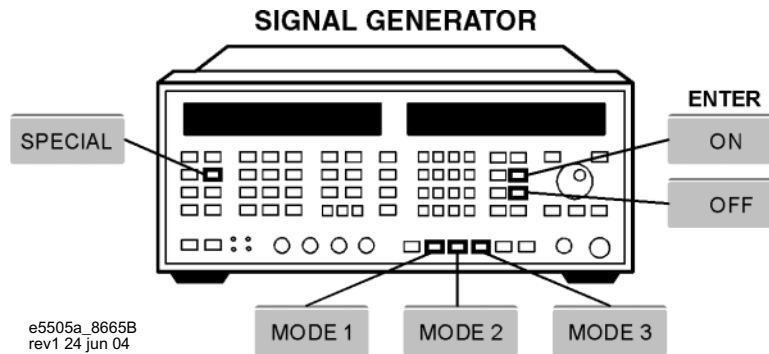 SIGNAL GENERATOR
ENTER
SPECIAL
ON
OFF
MODE 1
MODE 2
MODE 3
e5505a_8665B
rev1 24 jun 04